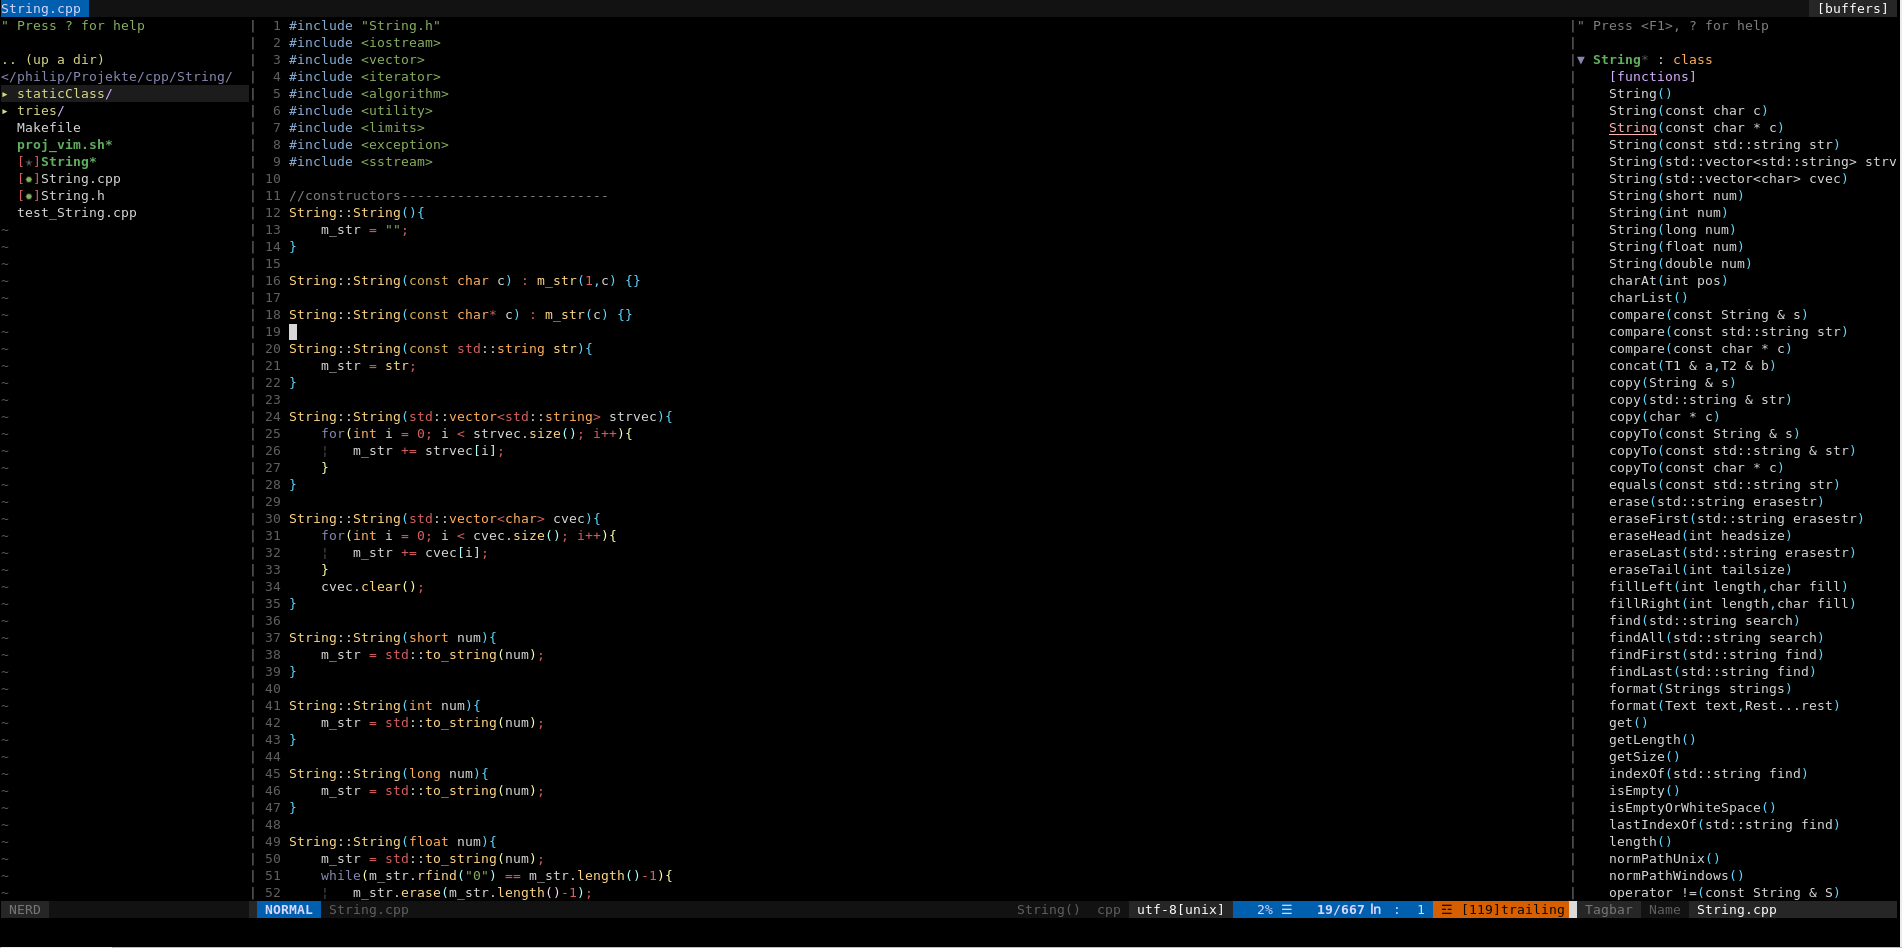 String.cpp
[buffers]
" Press ? for help
.. (up a dir)
</philip/Projekte/cpp/String/
▸ staticClass/
▸ tries/
Makefile
proj_vim.sh*
[★]String*
[✹]String.cpp
[✹]String.h
test_String.cpp
1 #include "String.h"
2 #include <iostream>
3 #include <vector>
4 #include <iterator>
5 #include <algorithm>
6 #include <utility>
7 #include <limits>
8 #include <exception>
9 #include <sstream>
10
11 //constructors--------------------------
12 String::String(){
13     m_str = "";
14 }
15
16 String::String(const char c) : m_str(1,c) {}
17
18 String::String(const char* c) : m_str(c) {}
19
20 String::String(const std::string str){
21     m_str = str;
22 }
23
24 String::String(std::vector<std::string> strvec){
25     for(int i = 0; i < strvec.size(); i++){
26     ¦   m_str += strvec[i];
27     }
28 }
29
30 String::String(std::vector<char> cvec){
31     for(int i = 0; i < cvec.size(); i++){
32     ¦   m_str += cvec[i];
33     }
34     cvec.clear();
35 }
36
37 String::String(short num){
38     m_str = std::to_string(num);
39 }
40
41 String::String(int num){
42     m_str = std::to_string(num);
43 }
44
45 String::String(long num){
46     m_str = std::to_string(num);
47 }
48
49 String::String(float num){
50     m_str = std::to_string(num);
51     while(m_str.rfind("0") == m_str.length()-1){
52     ¦   m_str.erase(m_str.length()-1);
" Press <F1>, ? for help
▼ String* : class
[functions]
String()
String(const char c)
String(const char * c)
String(const std::string str)
String(std::vector<std::string> strv
String(std::vector<char> cvec)
String(short num)
String(int num)
String(long num)
String(float num)
String(double num)
charAt(int pos)
charList()
compare(const String & s)
compare(const std::string str)
compare(const char * c)
concat(T1 & a,T2 & b)
copy(String & s)
copy(std::string & str)
copy(char * c)
copyTo(const String & s)
copyTo(const std::string & str)
copyTo(const char * c)
equals(const std::string str)
erase(std::string erasestr)
eraseFirst(std::string erasestr)
eraseHead(int headsize)
eraseLast(std::string erasestr)
eraseTail(int tailsize)
fillLeft(int length,char fill)
fillRight(int length,char fill)
find(std::string search)
findAll(std::string search)
findFirst(std::string find)
findLast(std::string find)
format(Strings strings)
format(Text text,Rest...rest)
get()
getLength()
getSize()
indexOf(std::string find)
isEmpty()
isEmptyOrWhiteSpace()
lastIndexOf(std::string find)
length()
normPathUnix()
normPathWindows()
operator !=(const String & S)
NERD
NORMAL String.cpp String() cpp utf-8[unix] 2% ☰ 19/667 ㏑ : 1 ☲ [119]trailing
Tagbar Name String.cpp